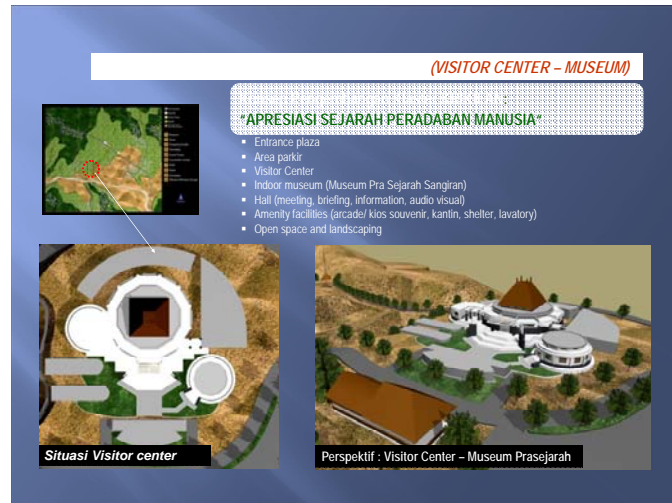 (VISITOR CENTER – MUSEUM)
:
"APRESIASI SEJARAH PERADABAN MANUSIA"
Entrance plaza
Area parkir
Visitor Center
Indoor museum (Museum Pra Sejarah Sangiran)
Hall (meeting, briefing, information, audio visual)
Amenity facilities (arcade/ kios souvenir, kantin, shelter, lavatory)
Open space and landscaping
Situasi Visitor center
Perspektif : Visitor Center – Museum Prasejarah